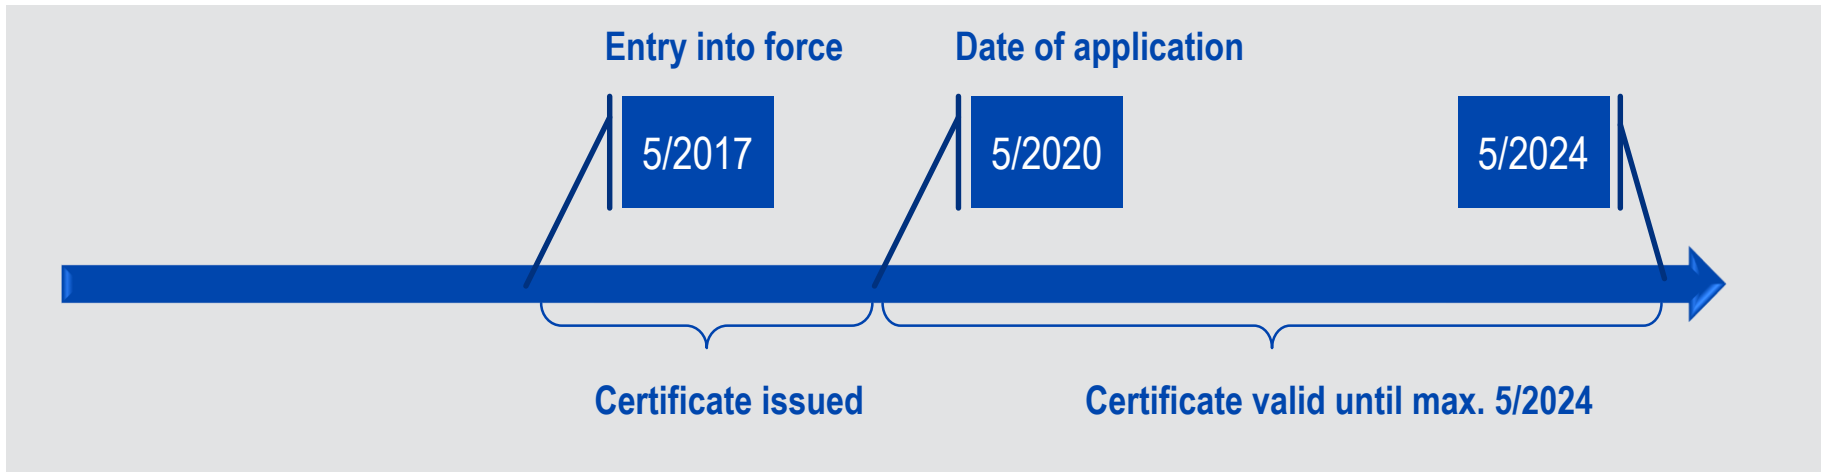 Entry into force
Date of application
5/2017
5/2020
5/2024
Certificate issued
Certificate valid until max. 5/2024